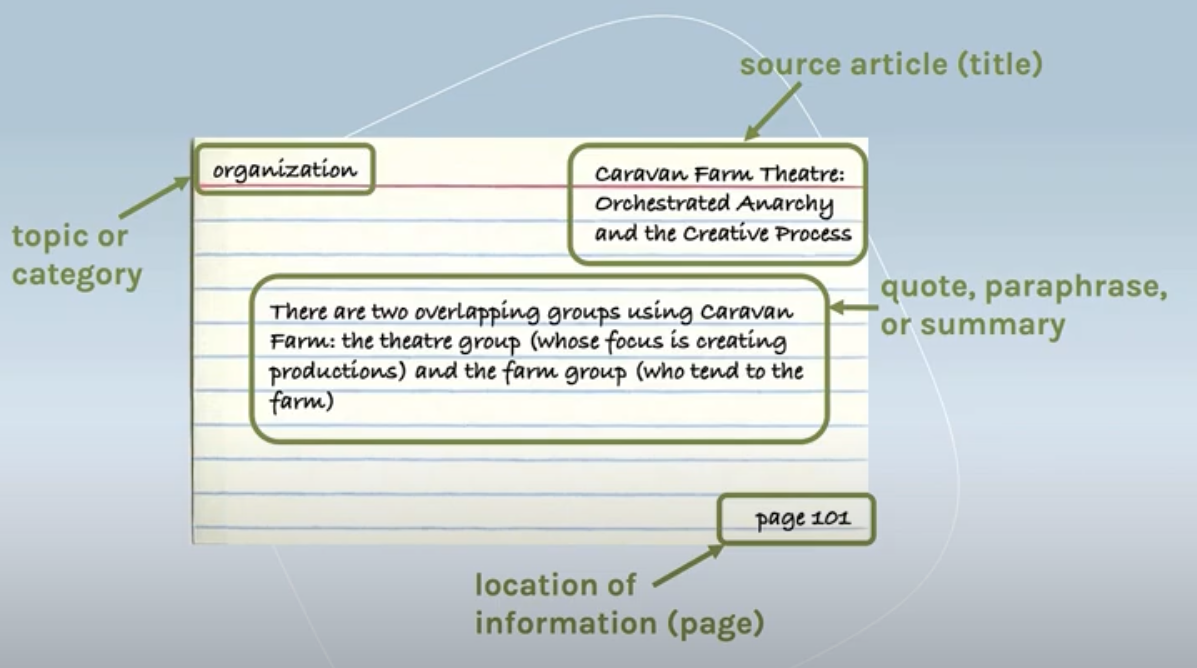 source article (title)
organization
Caravan Farm Theatre:
Orchestrated Anarchy
and the Creative Process
topic or
category
quote, paraphrase,
or summary
There are two overlapping groups using Caravan
Farm: the theatre group (whose focus is creating
productions) and the farm group (who tend to the
farm)
page 101
location of
information (page)